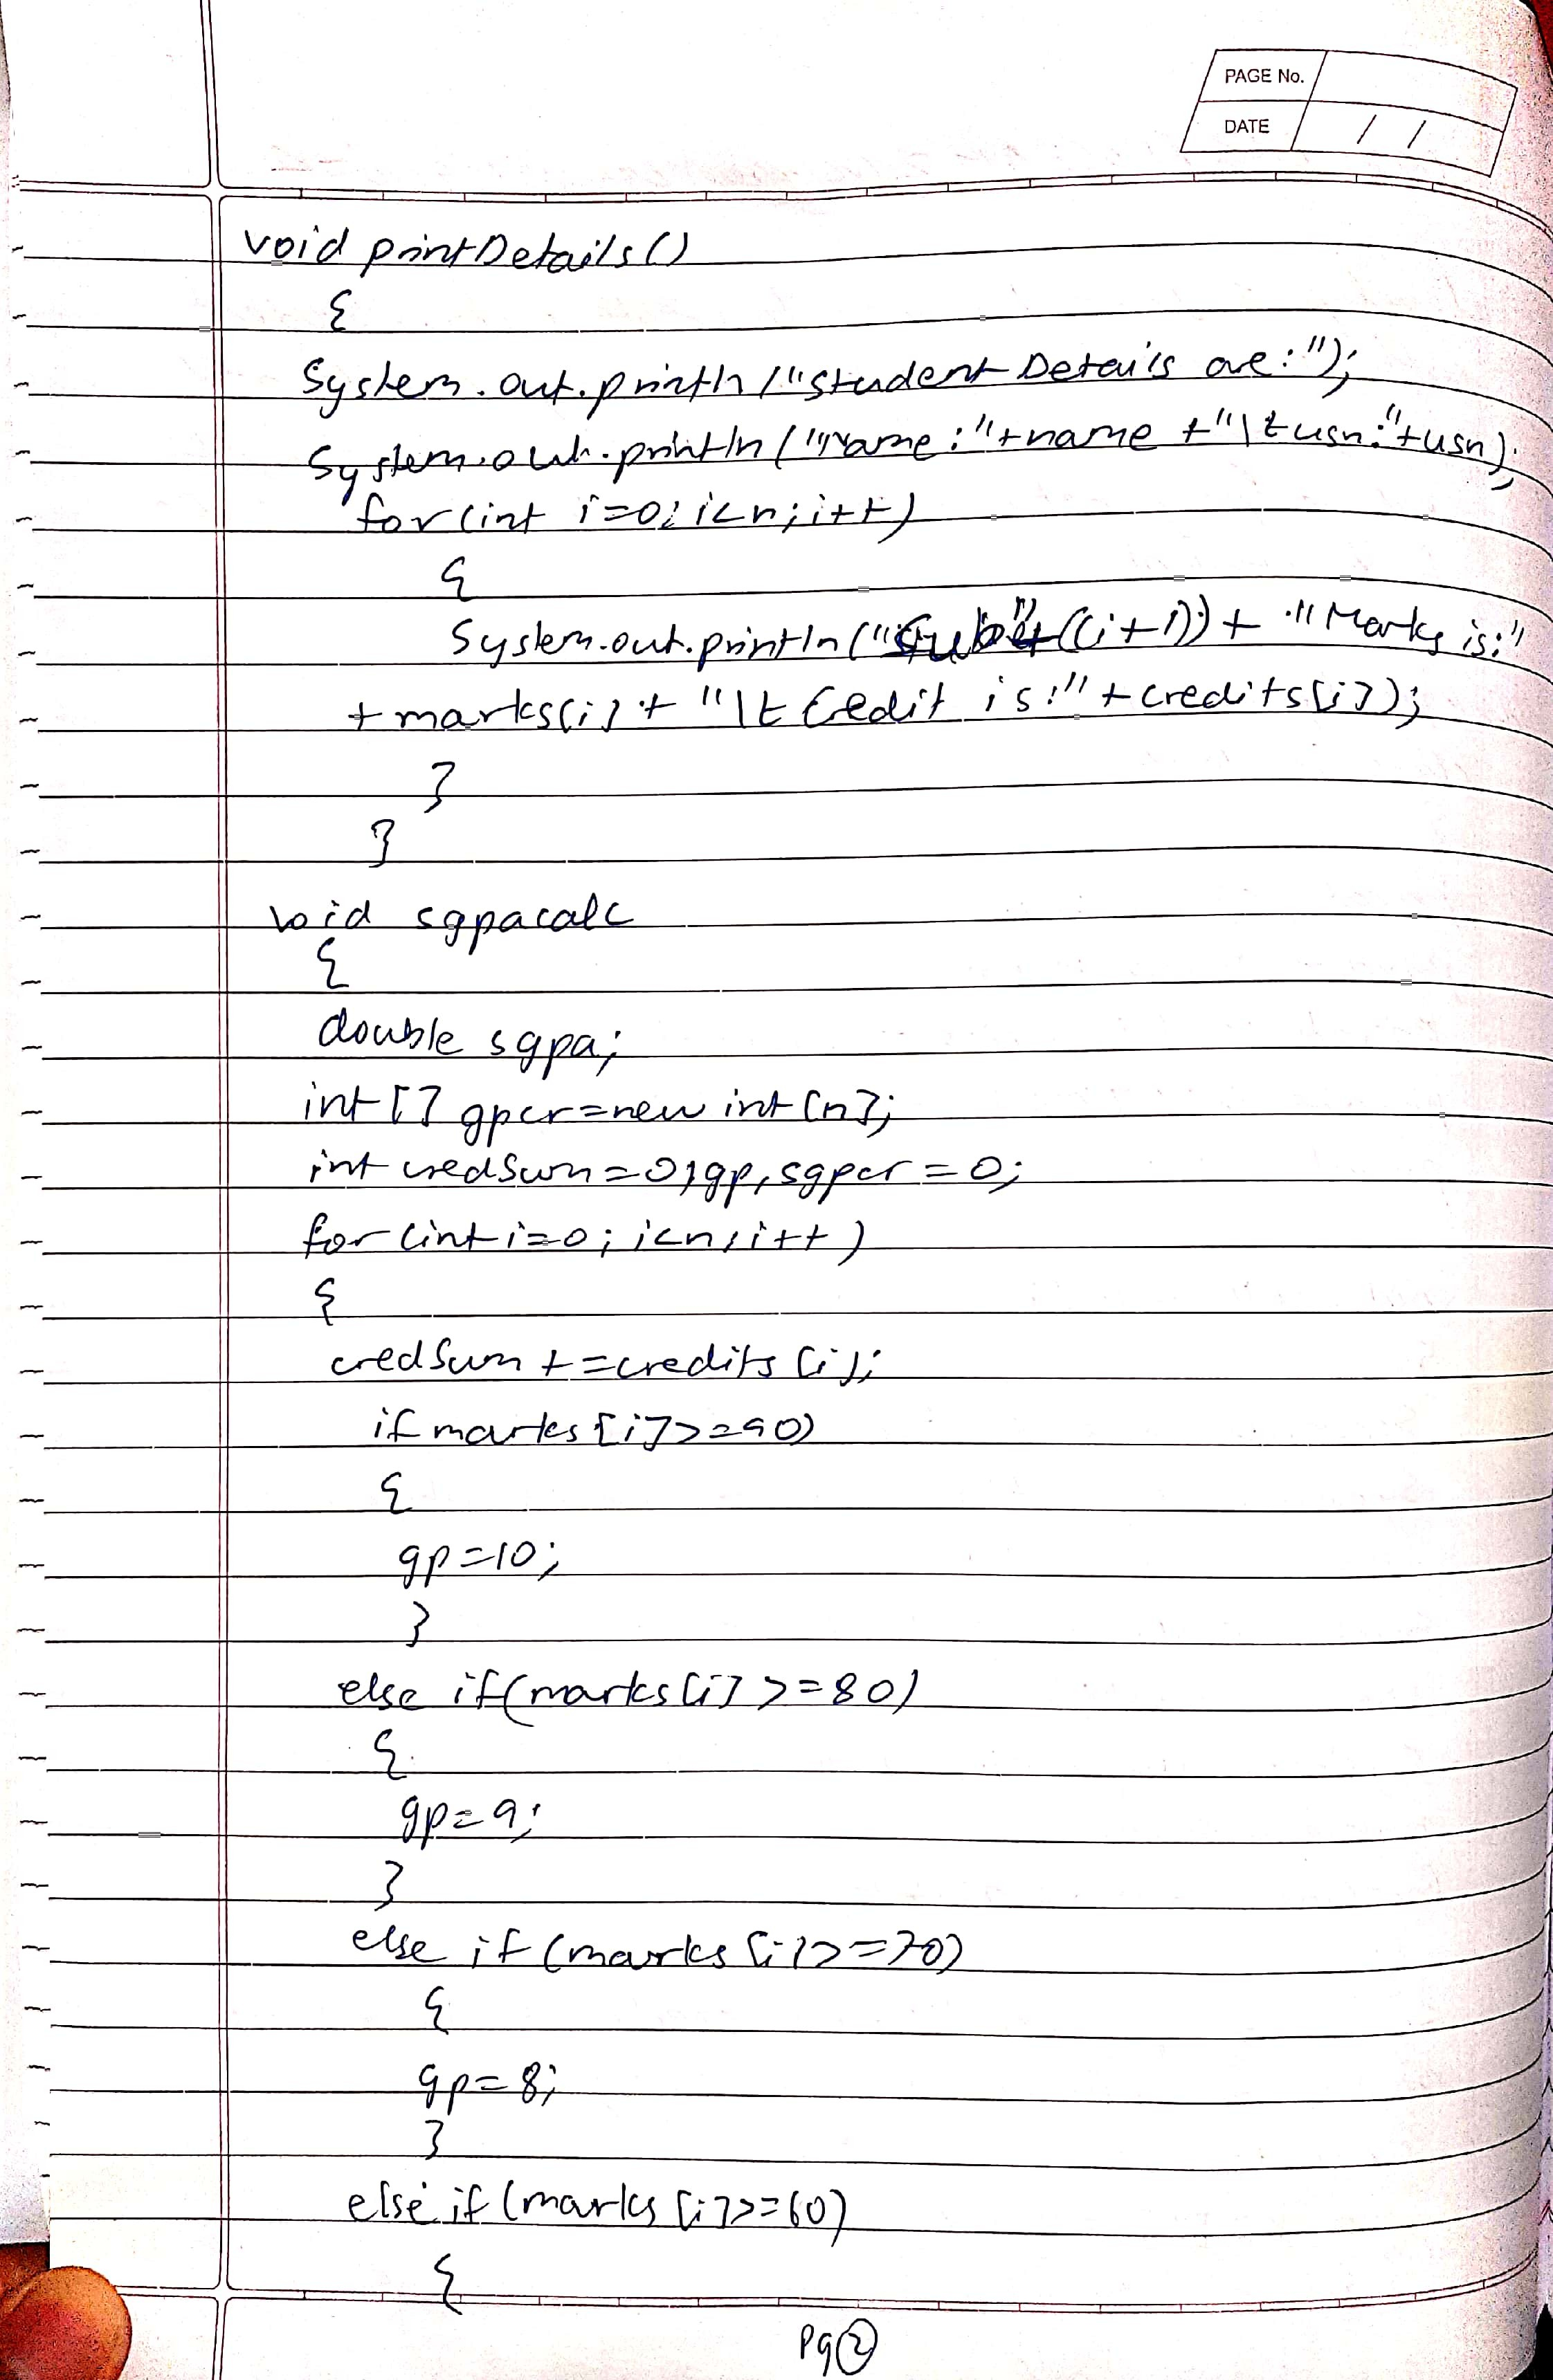 PAGE No.
DATE / /
void printDetails()
{
System.out.println("Student Details are:");
System.out.println("Name:"+name +"\tusn:"+usn);
for(int i=0;i<n;i++)
{
System.out.println("Sub"+((i+1))+ "Marks is:"
+marks[i]+ "\t Credit is:"+credits[i]);
}
}
void sgpacalc
{
double sgpa;
int[] gpcr=new int[n];
int credSum=0,gp,sgpcr=0;
for(int i=0;i<n;i++)
{
credSum+=credits[i];
if marks[i]>=90)
{
gp=10;
}
else if(marks[i]>=80)
{
gp=9;
}
else if(marks[i]>=70)
{
gp=8;
}
else if(marks[i]>=60)
{
Pg 2